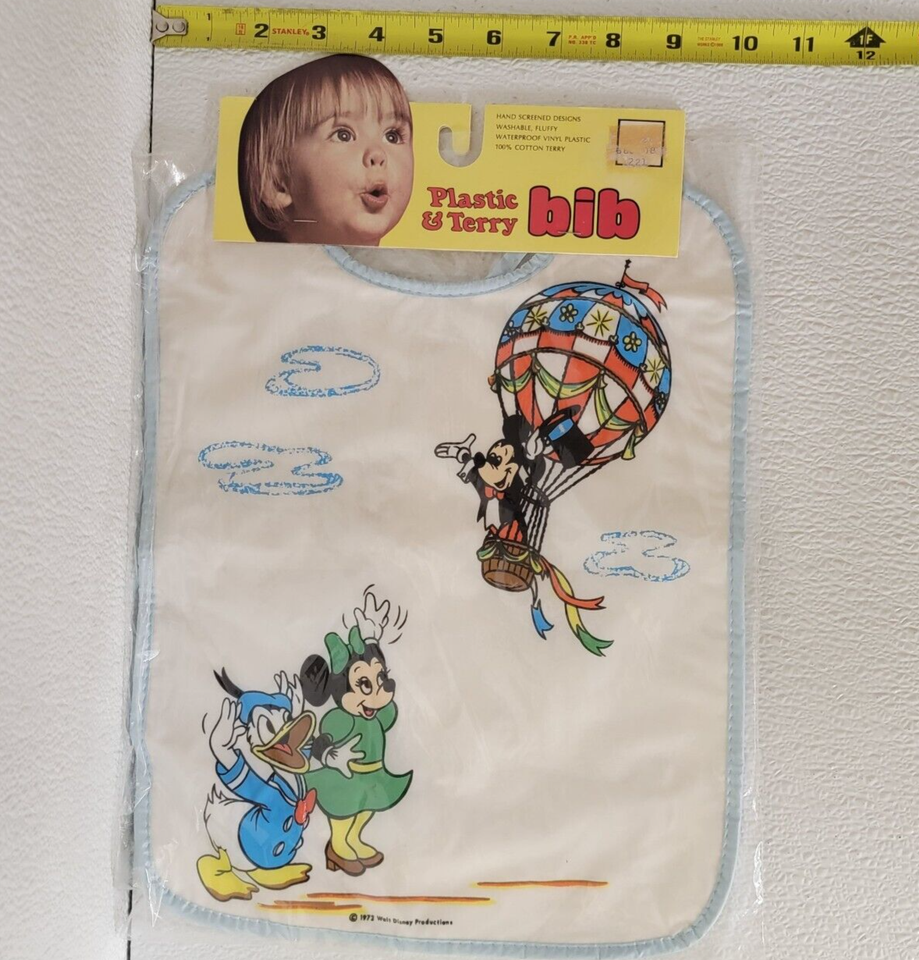 1 2 STANLEY 3 4 5 6 7 8 9 10 11 1F
12
HAND SCREENED DESIGNS
WASHABLE, FLUFFY
WATERPROOF VINYL PLASTIC
100% COTTON TERRY
Plastic
& Terry bib
© 1972 Walt Disney Productions